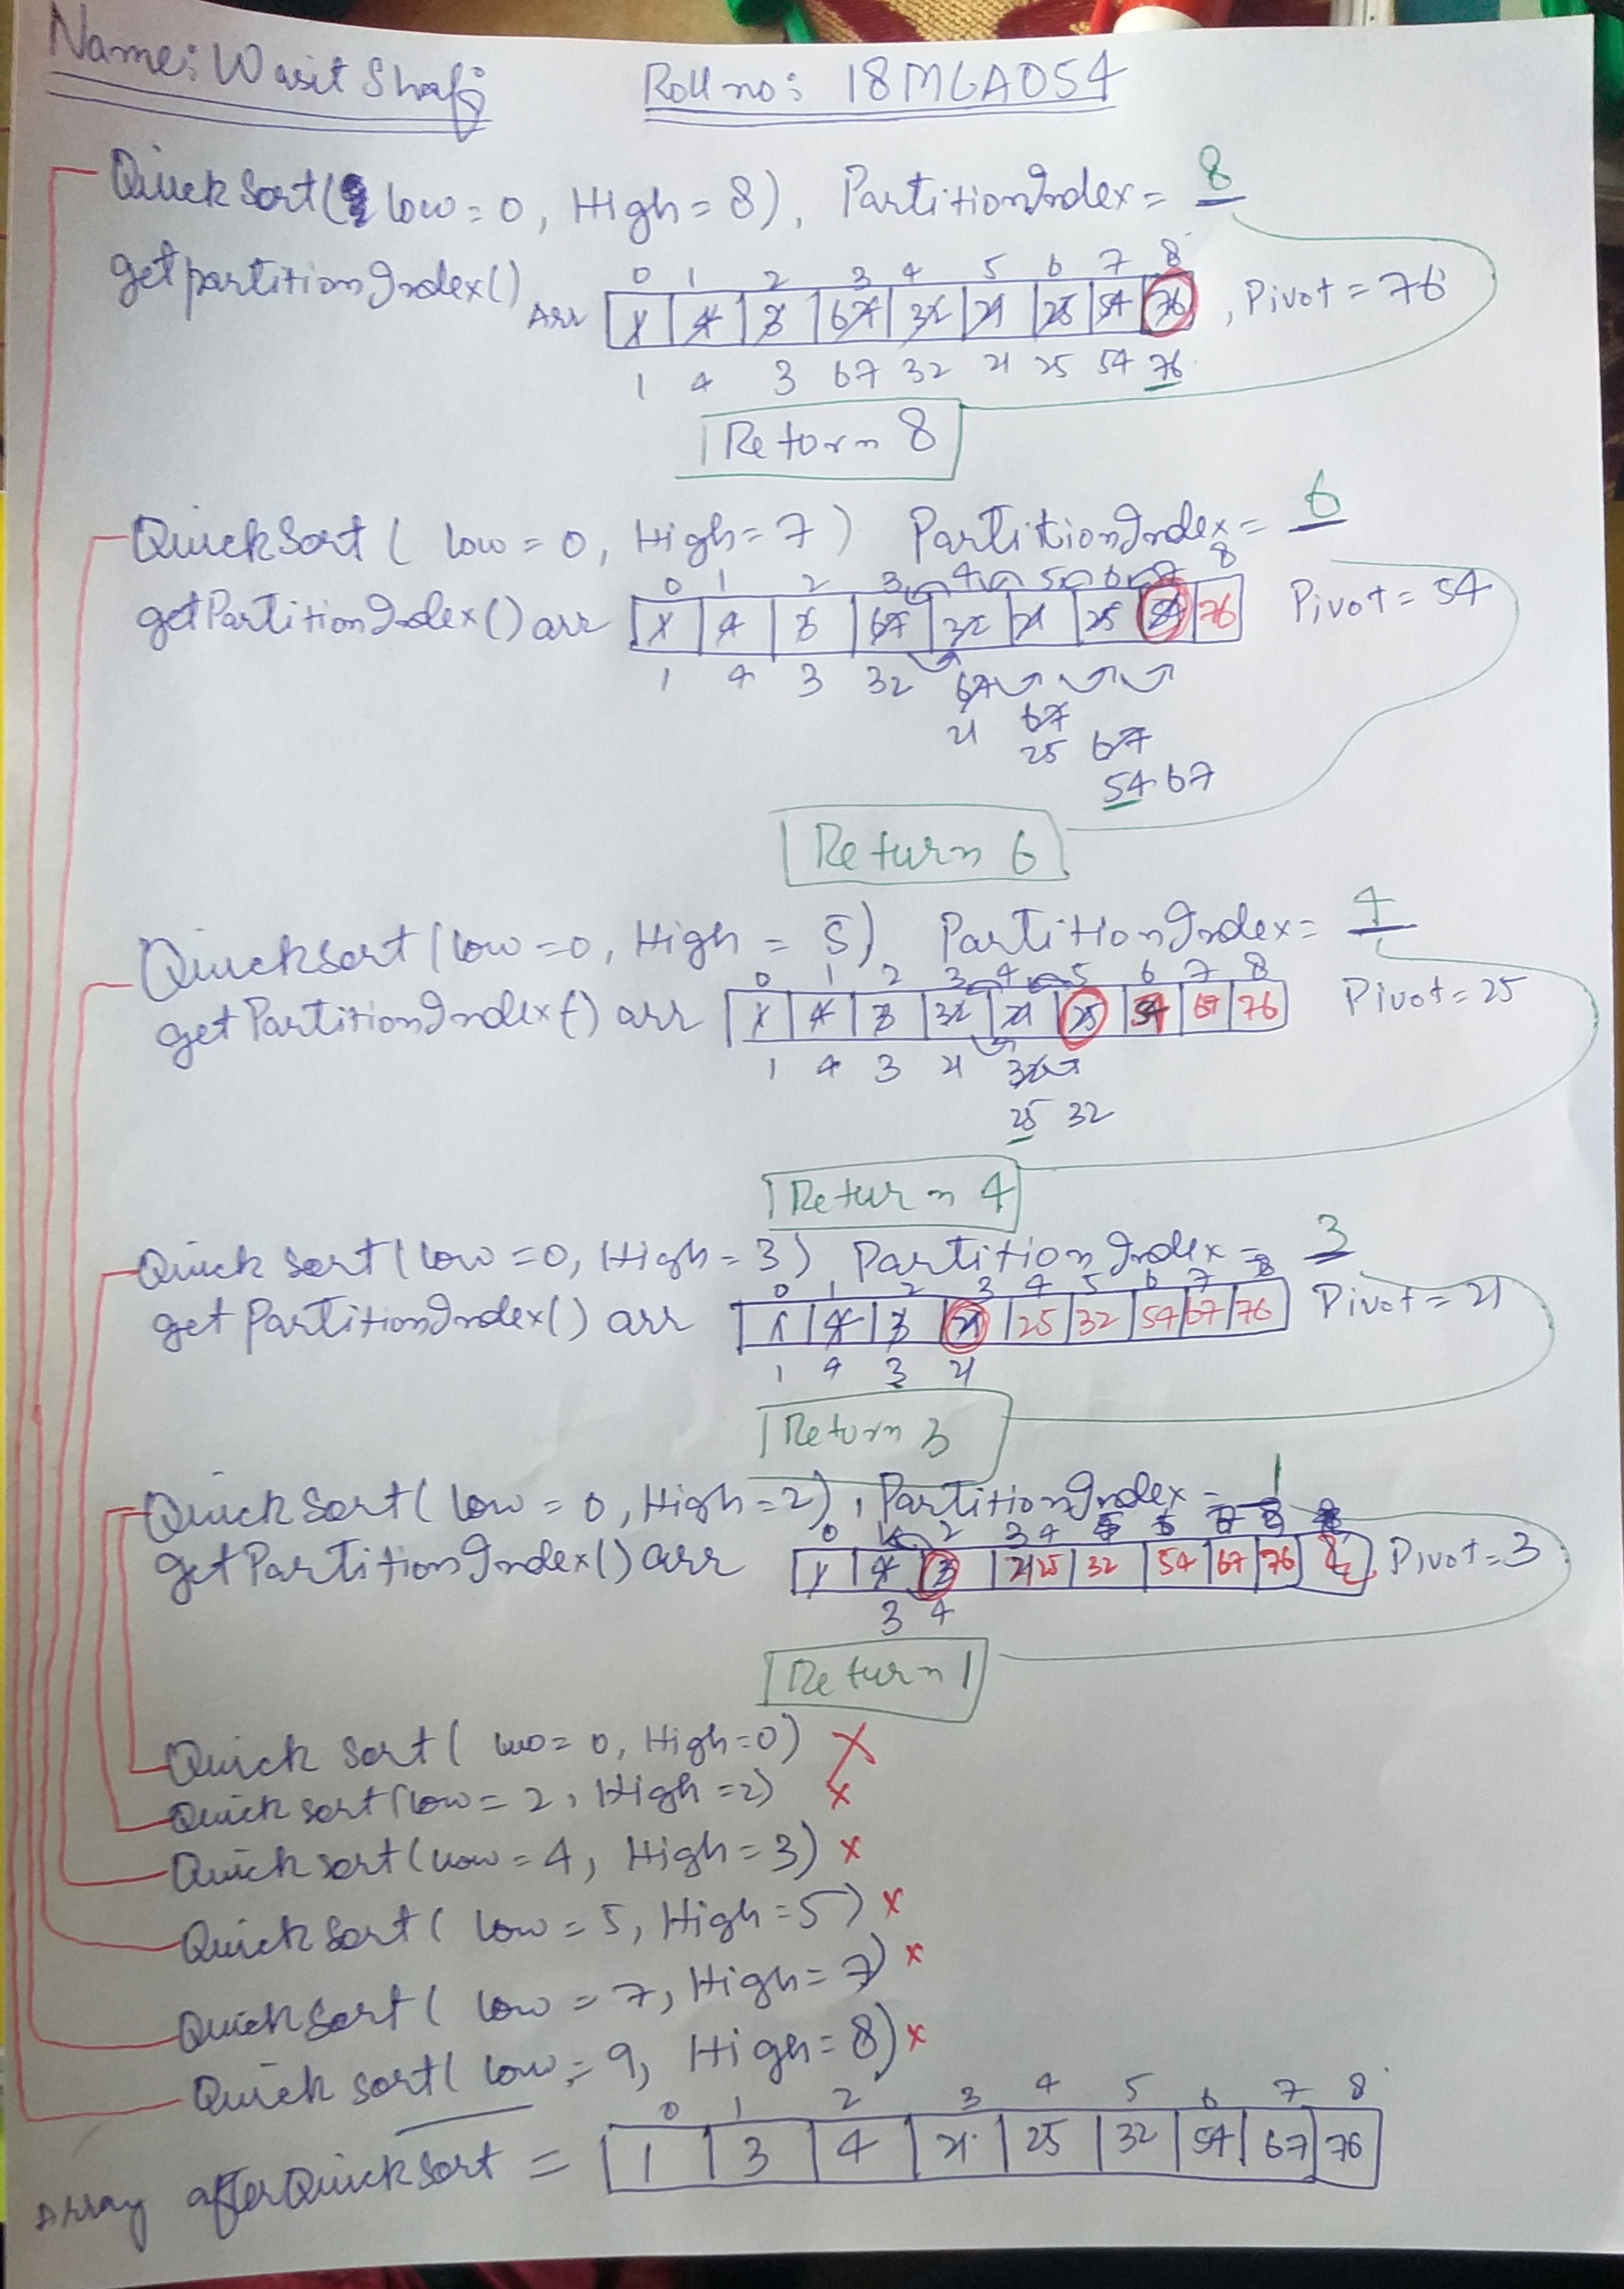 Name: Wasit Shafi Roll no: 18MCA054
QuickSort( low = 0, High = 8), PartitionIndex = 8
0 1 2 3 4 5 6 7 8
getpartitionIndex() Arr 1 4 3 67 32 21 25 54 76, Pivot = 76
1 4 3 67 32 21 25 54 76
Return 8
QuickSort ( low = 0, High = 7 ) PartitionIndex = 6
0 1 2 3 4 5 6 7 8
getPartitionIndex() arr 1 4 3 67 32 21 25 54 76 Pivot = 54
1 4 3 32 67
21 67
25 67
54 67
Return 6
Quicksort (low = 0, High = 5) PartitionIndex = 4
0 1 2 3 4 5 6 7 8
getPartitionIndex() arr 1 4 3 32 21 25 54 67 76 Pivot = 25
1 4 3 21 32
25 32
Return 4
Quick Sort (low = 0, High = 3) PartitionIndex = 3
0 1 2 3 4 5 6 7 8
getPartitionIndex() arr 1 4 3 21 25 32 54 67 76 Pivot = 21
1 4 3 21
Return 3
Quick Sort( low = 0, High = 2), PartitionIndex = 1
0 1 2 3 4
getPartitionIndex() arr 1 4 3 21 25 32 54 67 76 Pivot = 3
3 4
Return 1
Quick Sort( low = 0, High = 0) X
Quick sort (low = 2, High = 2) x
Quick sort (low = 4, High = 3) x
Quick Sort ( low = 5, High = 5) x
Quick Sort ( low = 7, High = 7) x
Quick sort( low = 9, High = 8) x
0 1 2 3 4 5 6 7 8
Array after QuickSort = 1 3 4 21 25 32 54 67 76